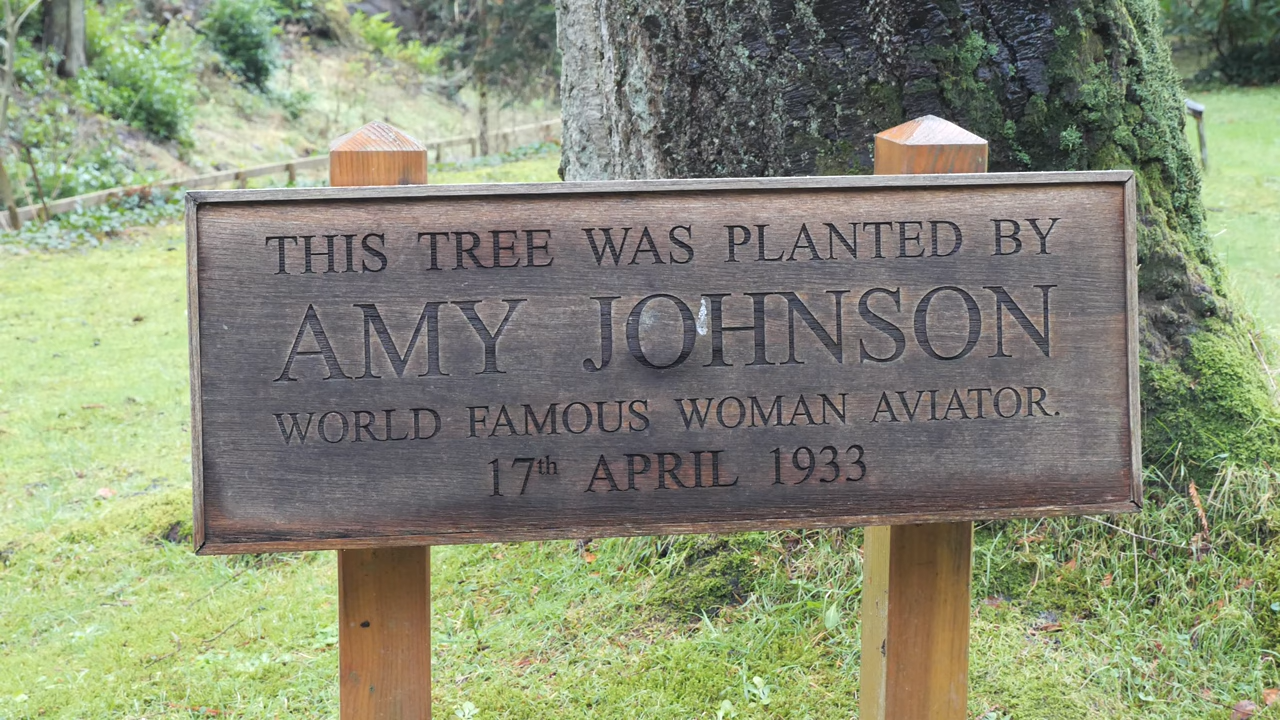 THIS TREE WAS PLANTED BY
AMY JOHNSON
WORLD FAMOUS WOMAN AVIATOR.
17th APRIL 1933